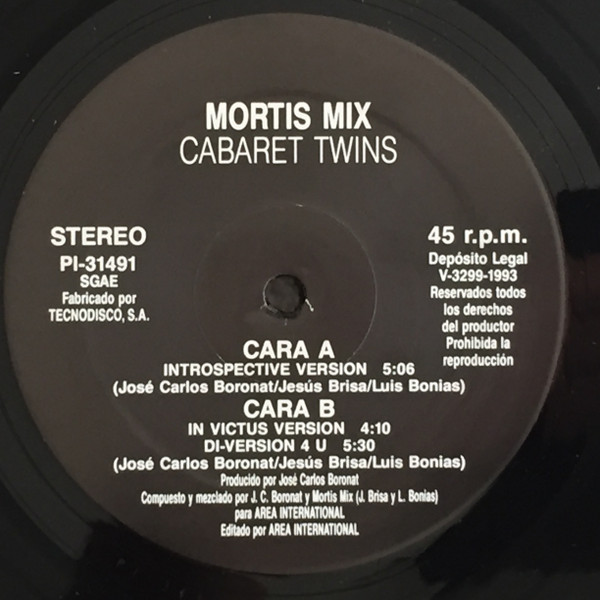 MORTIS MIX
CABARET TWINS
STEREO
PI-31491
SGAE
Fabricado por
TECNODISCO, S.A.
45 r.p.m.
Depósito Legal
V-3299-1993
Reservados todos
los derechos
del productor
Prohibida la
reproducción
CARA A
INTROSPECTIVE VERSION 5:06
(José Carlos Boronat/Jesús Brisa/Luis Bonias)
CARA B
IN VICTUS VERSION 4:10
DI-VERSION 4 U 5:30
(José Carlos Boronat/Jesús Brisa/Luis Bonias)
Producido por José Carlos Boronat
Compuesto y mezclado por J. C. Boronat y Mortis Mix (J. Brisa y L. Bonias)
para AREA INTERNATIONAL
Editado por AREA INTERNATIONAL